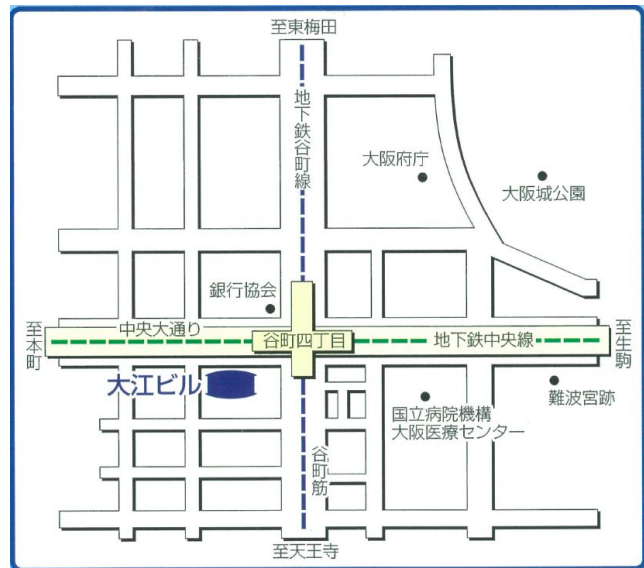 至東梅田
地下鉄谷町線
大阪府庁
大阪城公園
銀行協会
至本町
中央大通り
谷町四丁目
地下鉄中央線
至生駒
大江ビル
国立病院機構
大阪医療センター
難波宮跡
谷町筋
至天王寺